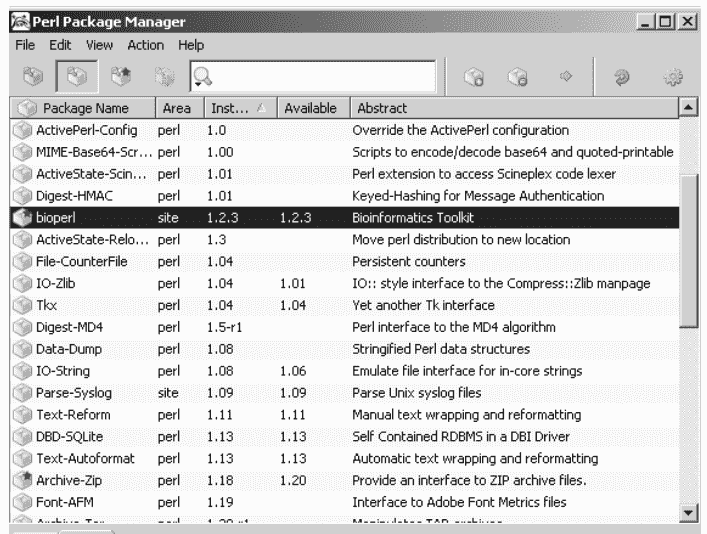 Perl Package Manager
File Edit View Action Help
Package Name Area Inst... Available Abstract
ActivePerl-Config perl 1.0 Override the ActivePerl configuration
MIME-Base64-Scr... perl 1.00 Scripts to encode/decode base64 and quoted-printable
ActiveState-Scin... perl 1.01 Perl extension to access Scineplex code lexer
Digest-HMAC perl 1.01 Keyed-Hashing for Message Authentication
bioperl site 1.2.3 1.2.3 Bioinformatics Toolkit
ActiveState-Relo... perl 1.3 Move perl distribution to new location
File-CounterFile perl 1.04 Persistent counters
IO-Zlib perl 1.04 1.01 IO:: style interface to the Compress::Zlib manpage
Tkx perl 1.04 1.04 Yet another Tk interface
Digest-MD4 perl 1.5-r1 Perl interface to the MD4 algorithm
Data-Dump perl 1.08 Stringified Perl data structures
IO-String perl 1.08 1.06 Emulate file interface for in-core strings
Parse-Syslog site 1.09 1.09 Parse Unix syslog files
Text-Reform perl 1.11 1.11 Manual text wrapping and reformatting
DBD-SQLite perl 1.13 1.13 Self Contained RDBMS in a DBI Driver
Text-Autoformat perl 1.13 1.13 Automatic text wrapping and reformatting
Archive-Zip perl 1.18 1.20 Provide an interface to ZIP archive files.
Font-AFM perl 1.19 Interface to Adobe Font Metrics files